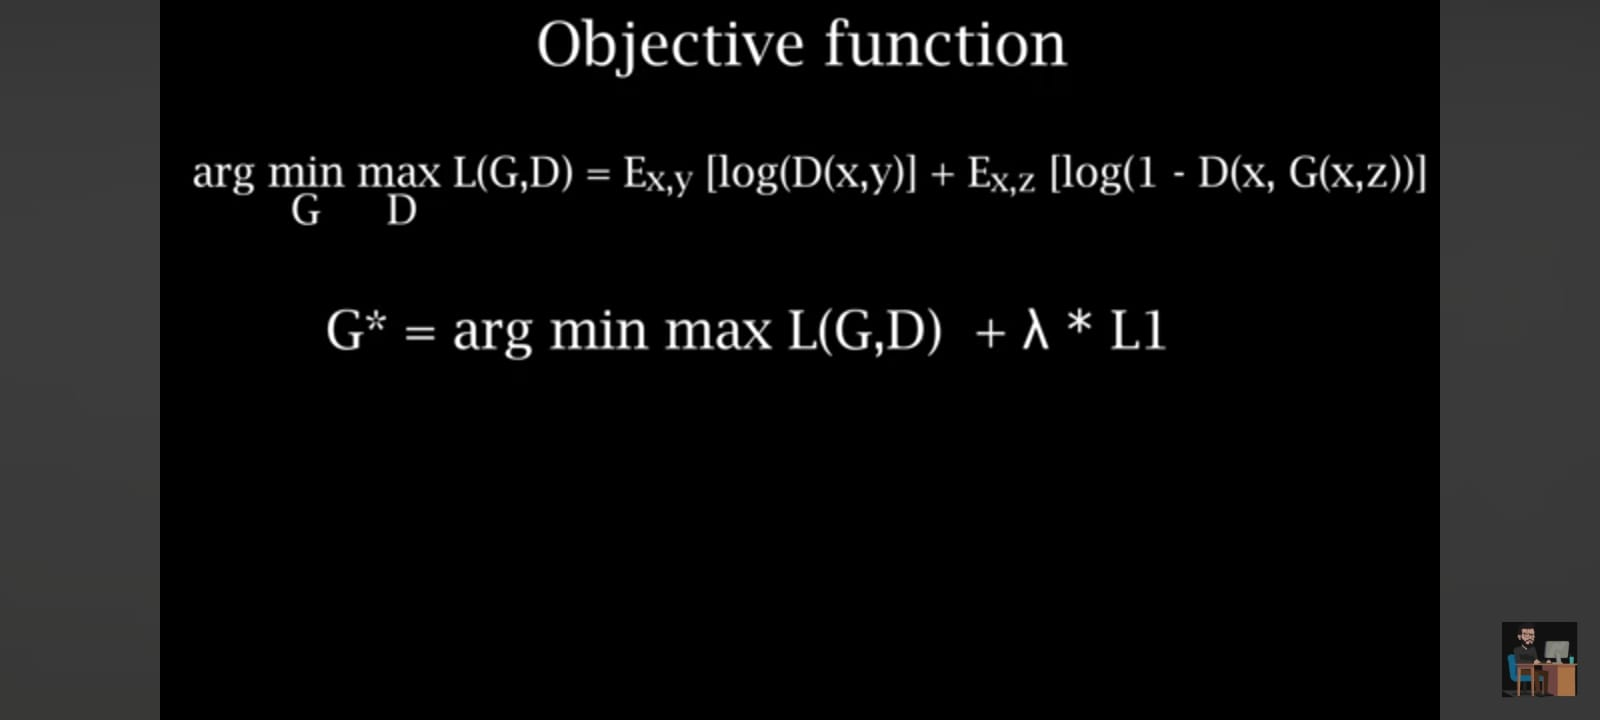 Objective function
arg min max L(G,D) = Ex,y [log(D(x,y)] + Ex,z [log(1 - D(x, G(x,z))]
G D
G* = arg min max L(G,D) + λ * L1